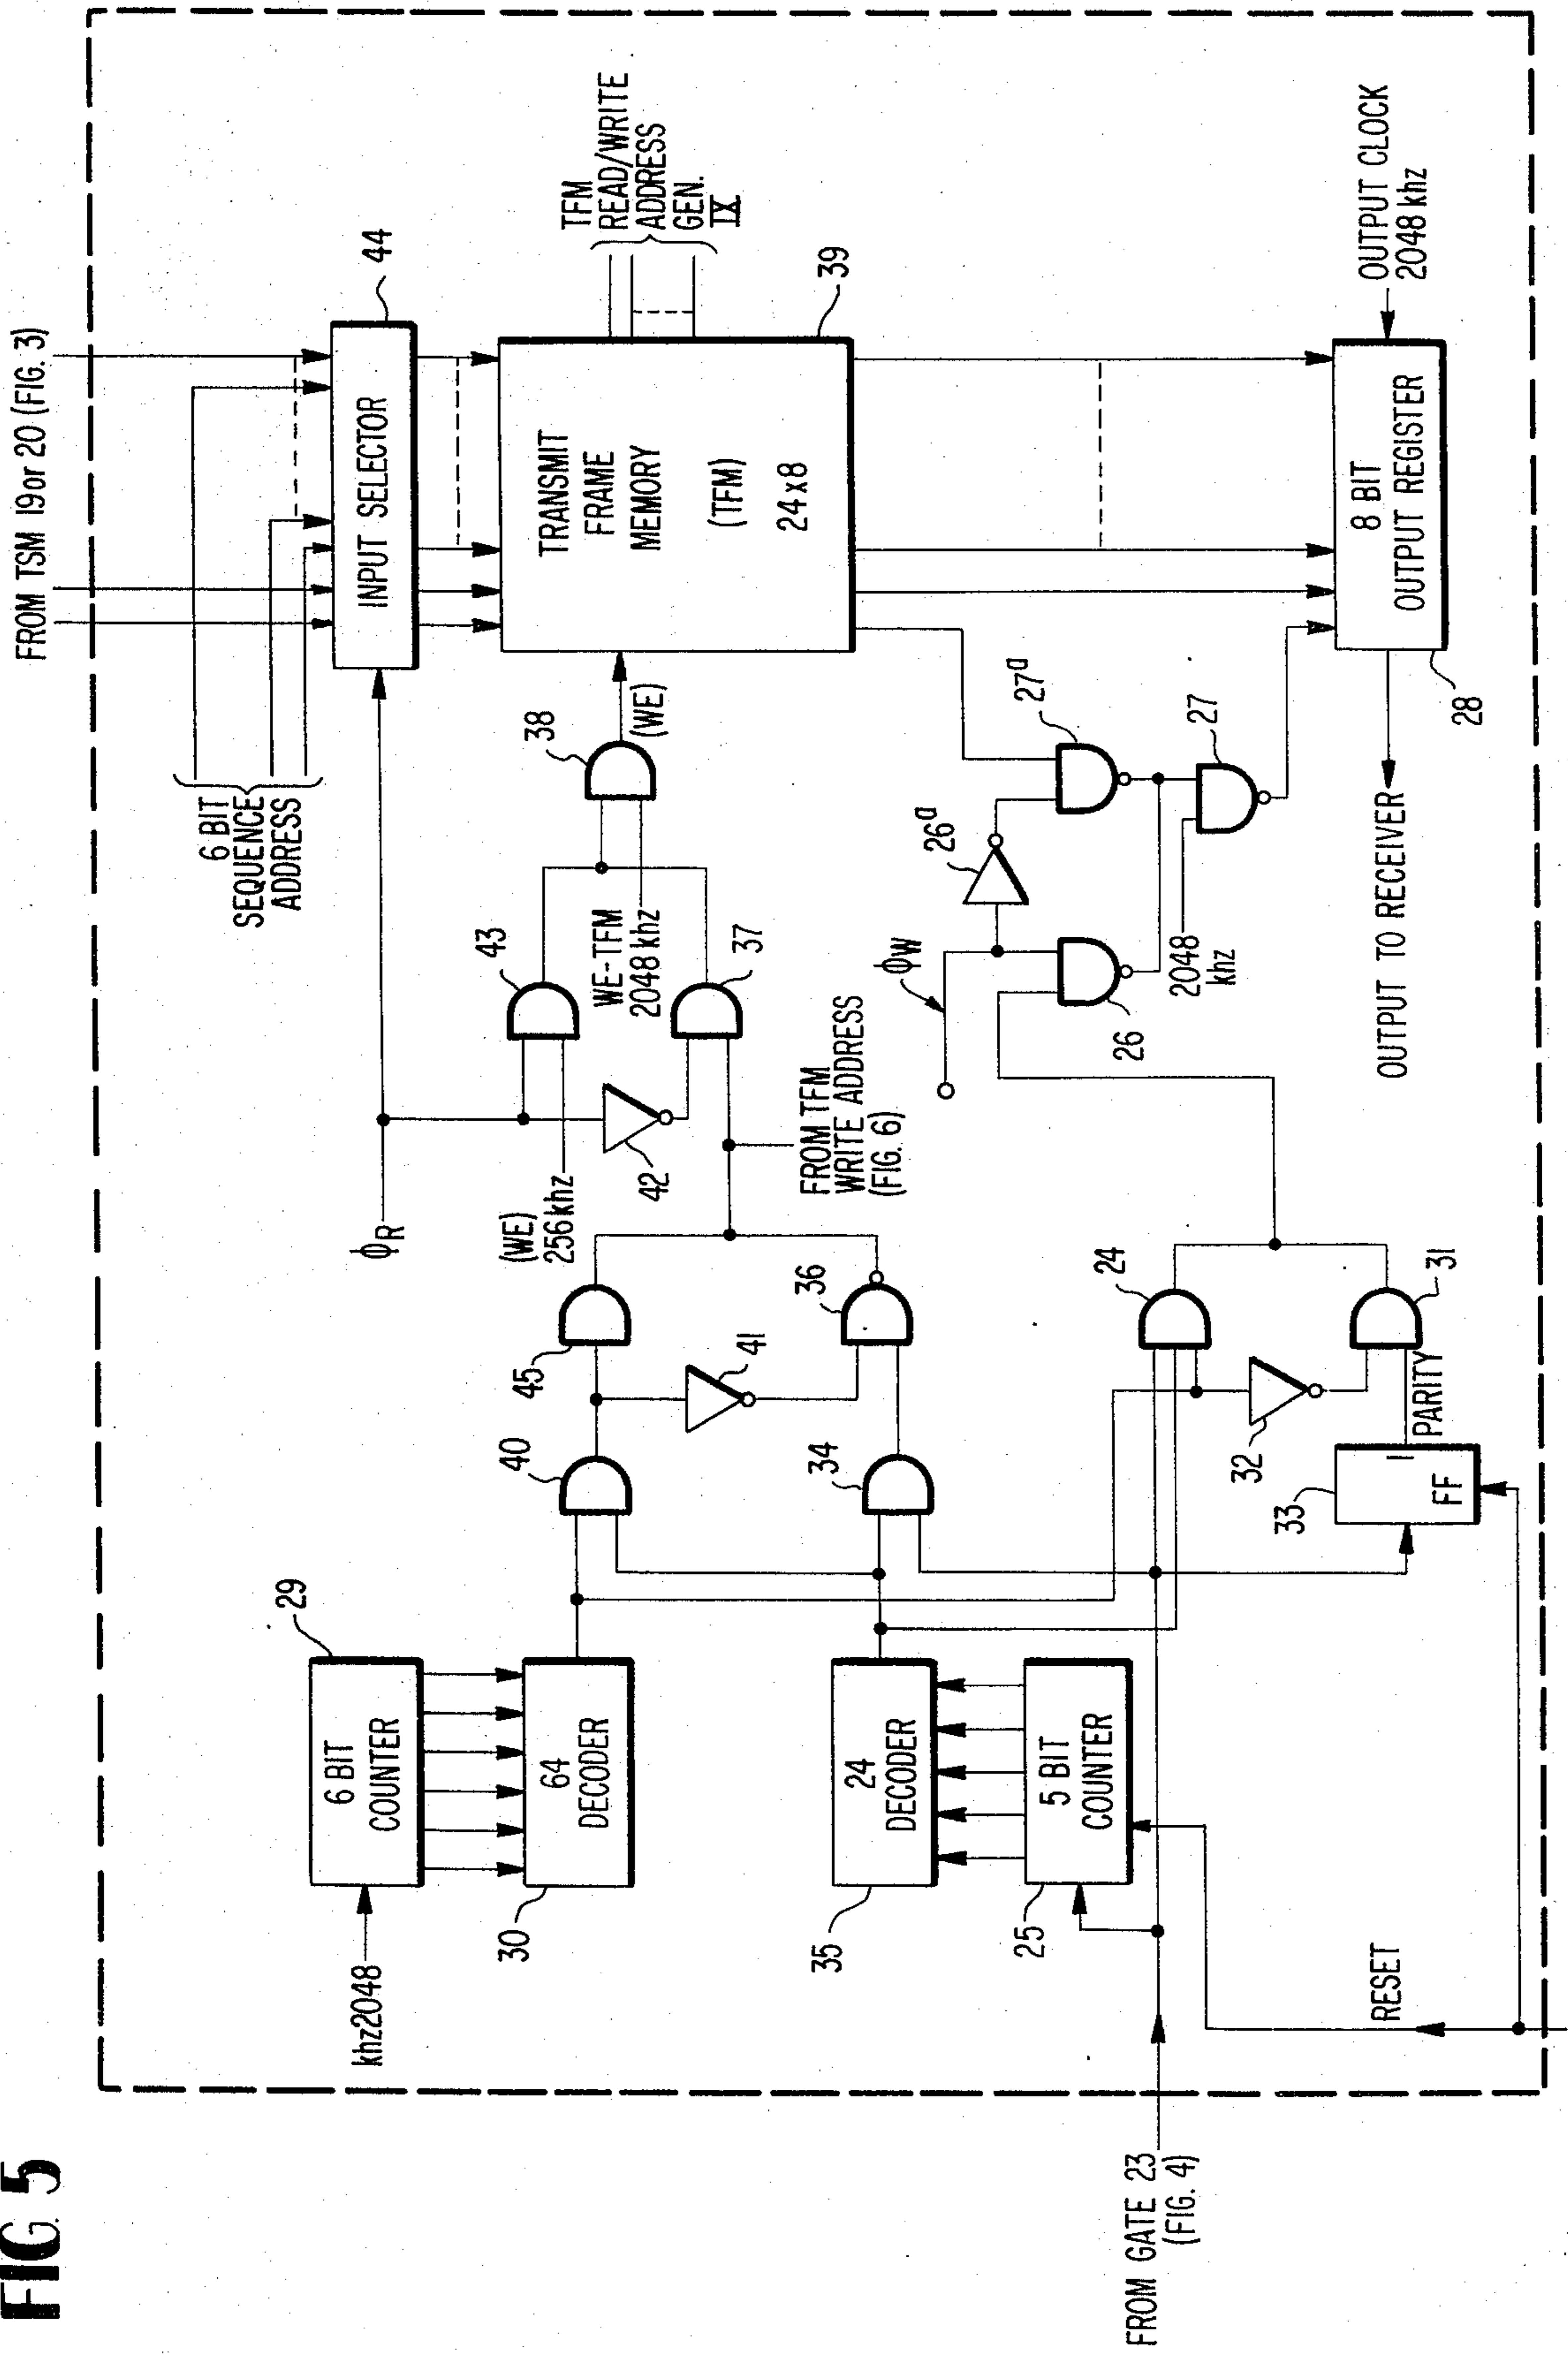 FIG. 5
FROM TSM 19 or 20 (FIG. 3)
6 BIT
SEQUENCE
ADDRESS
INPUT SELECTOR
44
ϕR
TRANSMIT
FRAME
MEMORY
(TFM)
24x8
39
TFM
READ/WRITE
ADDRESS
GEN.
IX
38
(WE)
43
WE-TFM
2048 khz
37
(WE)
256 khz
42
FROM TFM
WRITE ADDRESS
(FIG. 6)
45
41
36
40
34
29
6 BIT
COUNTER
khz2048
64
DECODER
30
24
DECODER
35
5 BIT
COUNTER
25
FROM GATE 23
(FIG. 4)
RESET
24
32
31
PARITY
33
1
FF
ϕW
26a
26
27a
27
2048
khz
8 BIT
OUTPUT REGISTER
28
OUTPUT CLOCK
2048 khz
OUTPUT TO RECEIVER